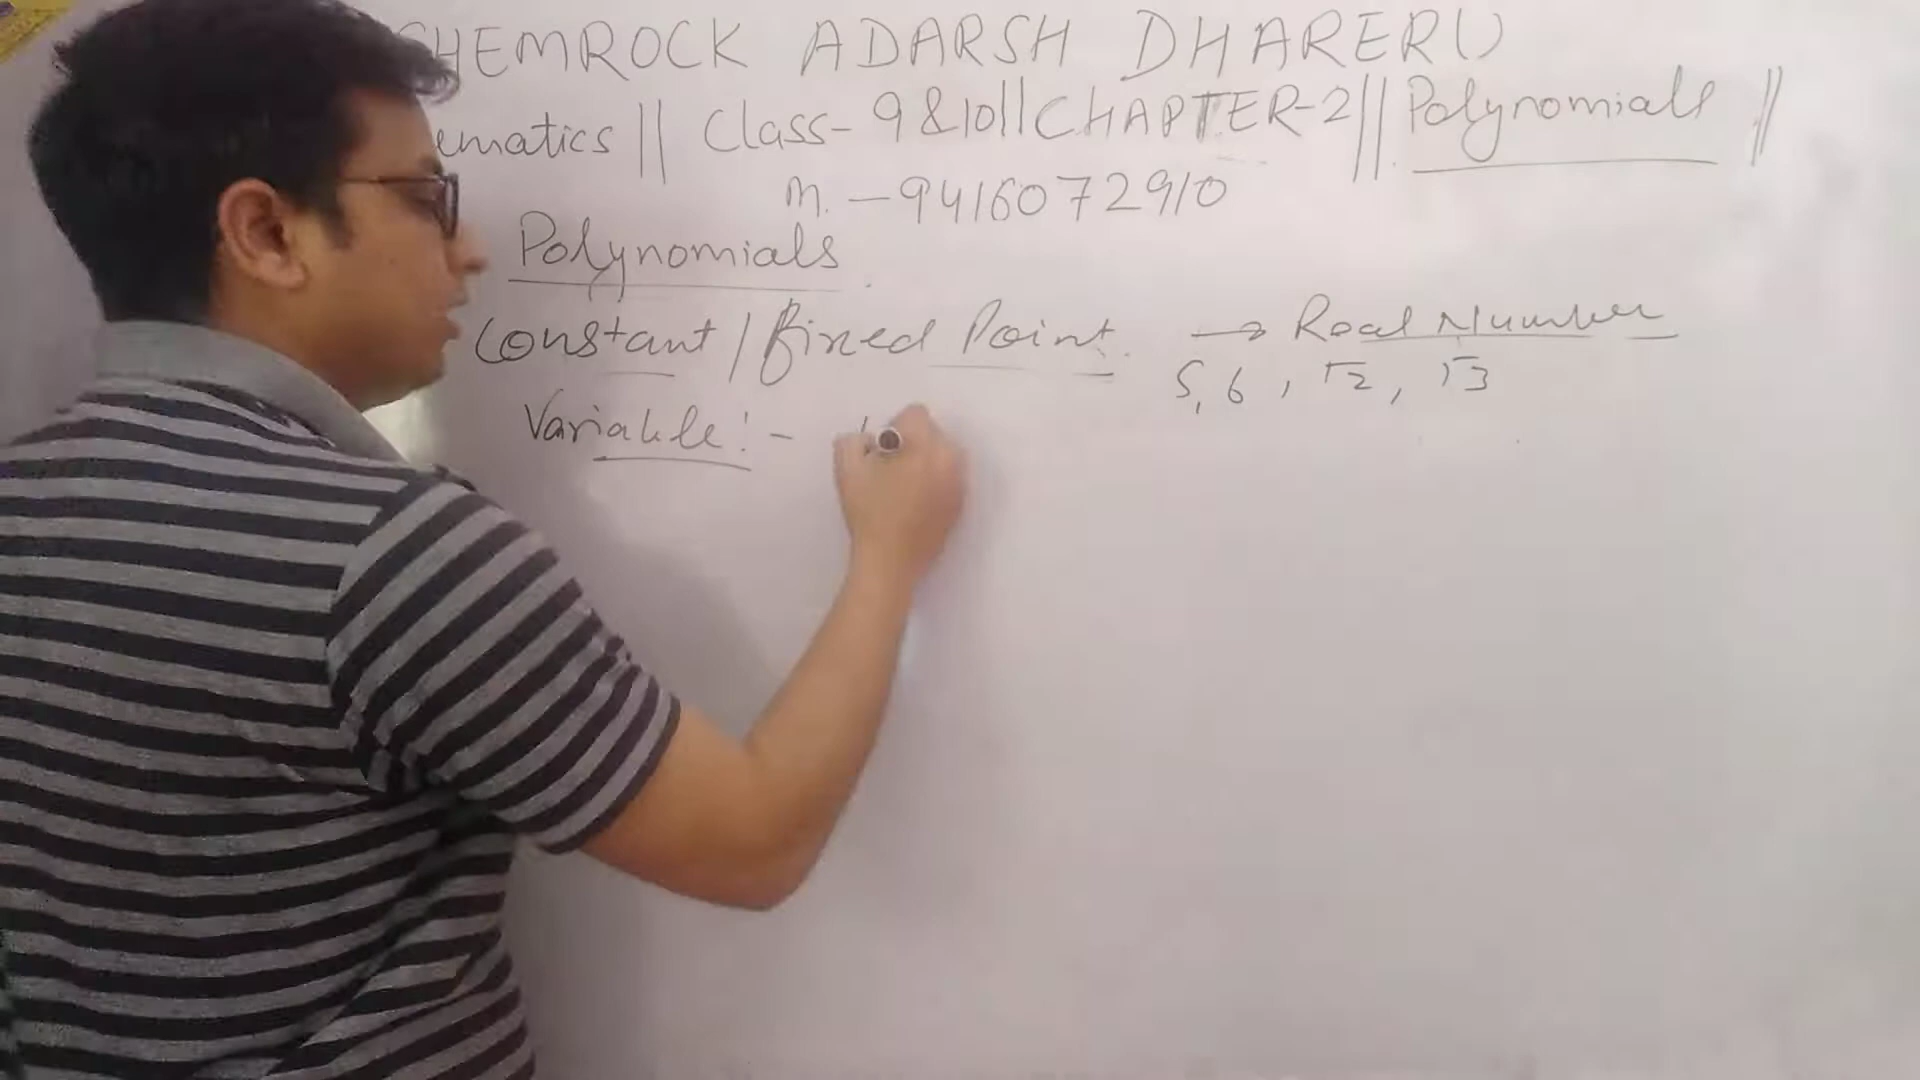 HEMROCK ADARSH DHARERU
ematics || Class- 9 & 10 || CHAPTER-2 || Polynomials ||
m. - 9416072910
Polynomials
Constant / fixed Point. → Real Number
5, 6, √2, √3
Variable :-